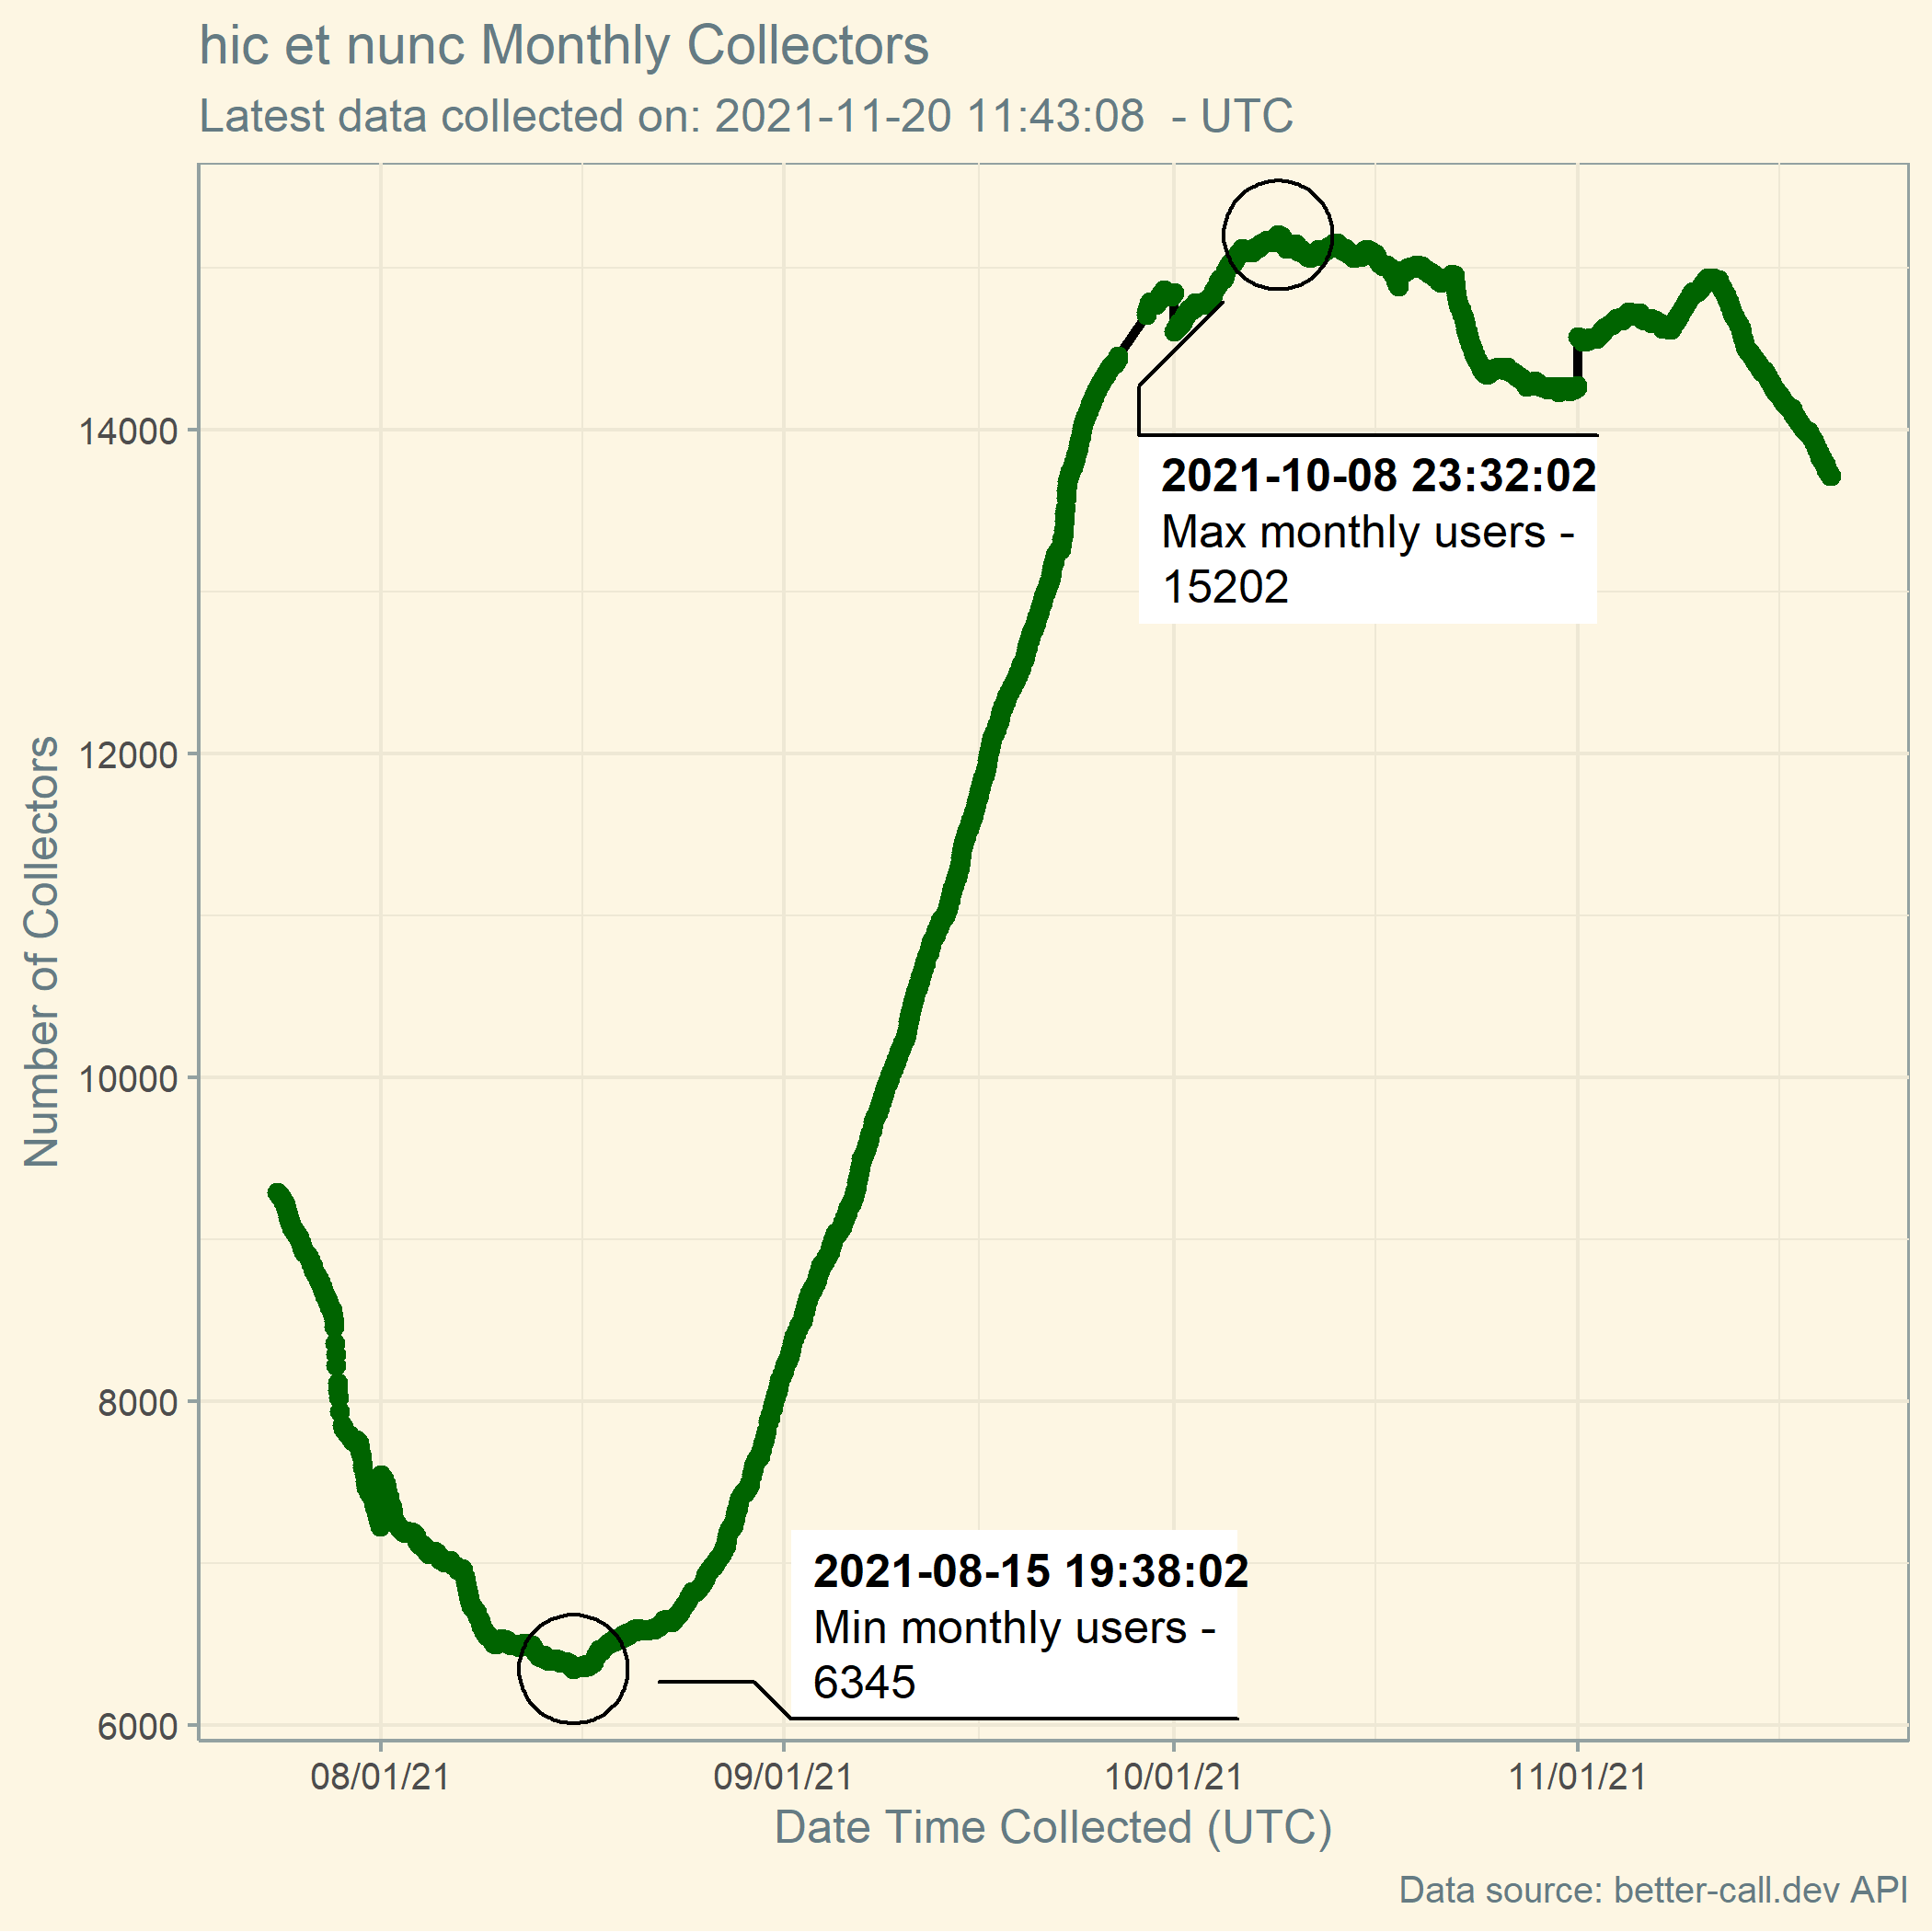 hic et nunc Monthly Collectors
Latest data collected on: 2021-11-20 11:43:08  - UTC
Number of Collectors
14000
12000
10000
8000
6000
2021-10-08 23:32:02
Max monthly users -
15202
2021-08-15 19:38:02
Min monthly users -
6345
08/01/21
09/01/21
10/01/21
11/01/21
Date Time Collected (UTC)
Data source: better-call.dev API